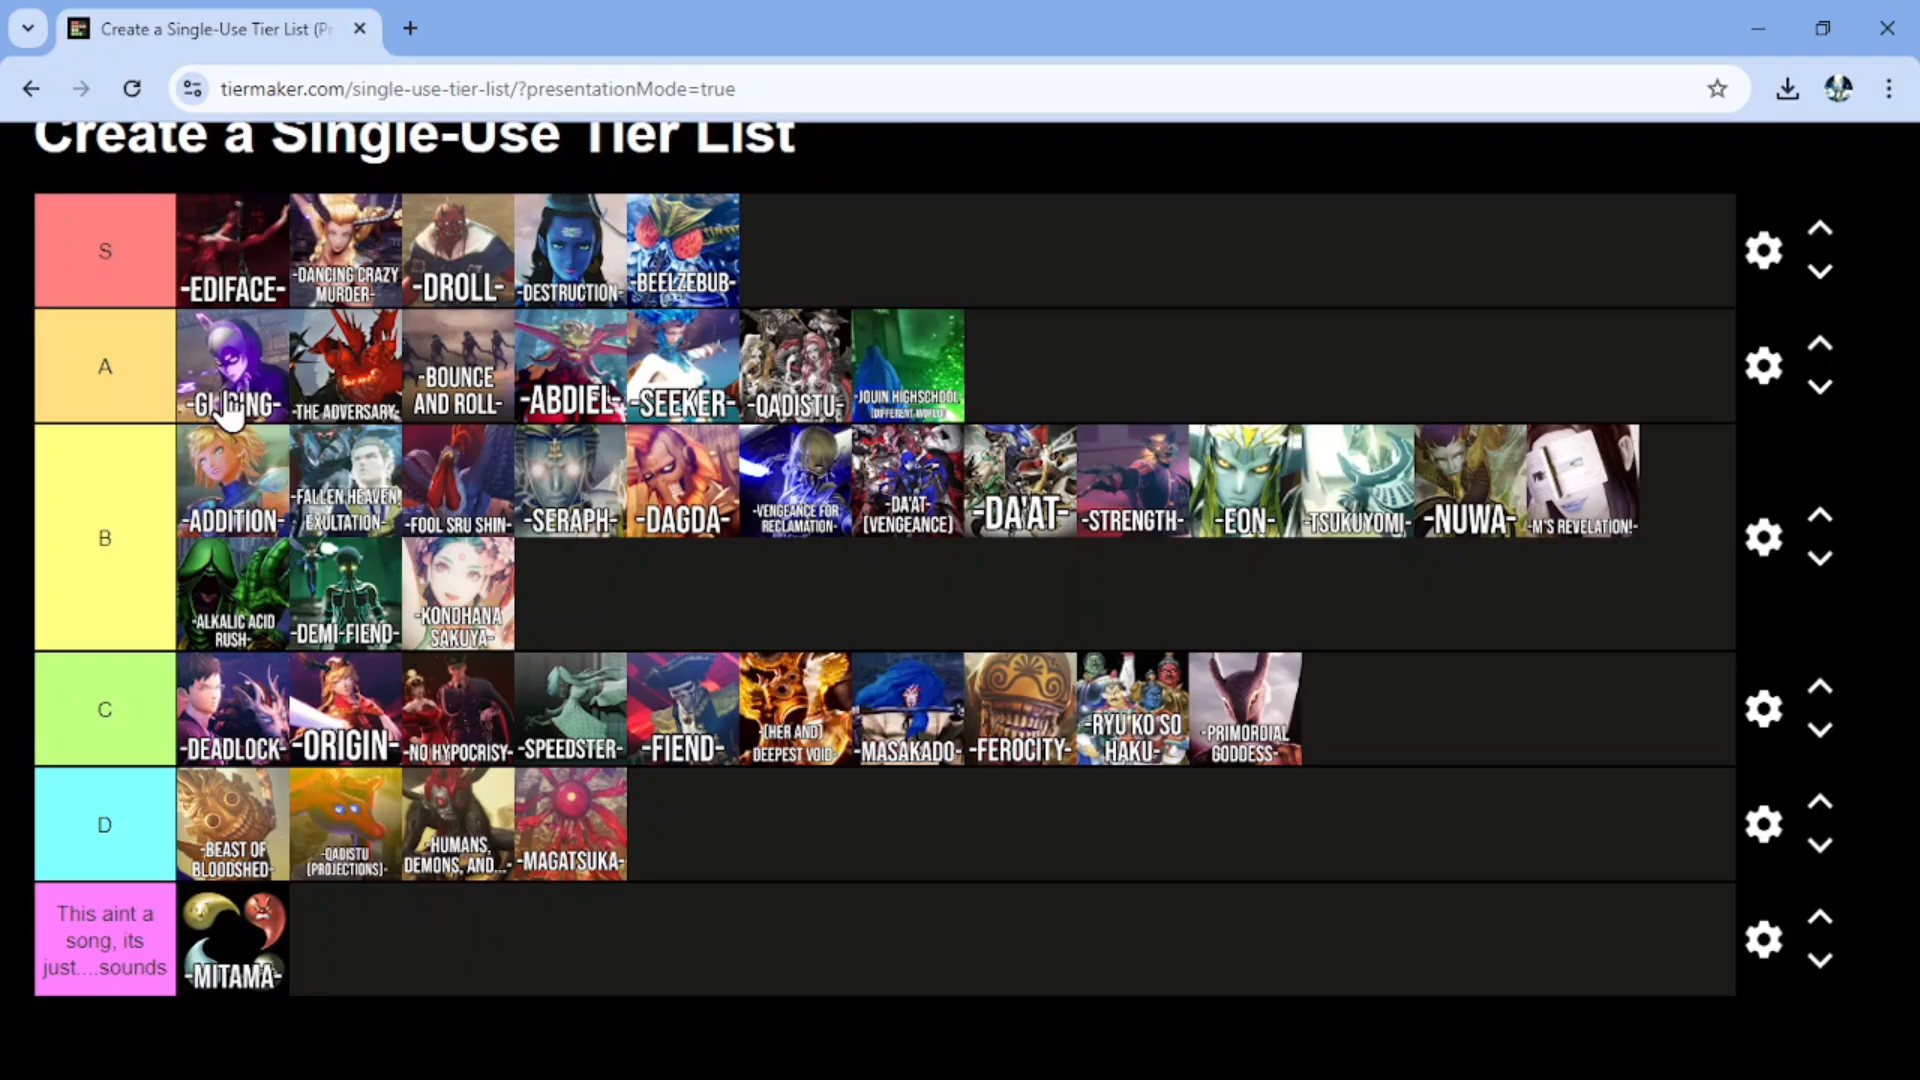 Create a Single-Use Tier List (Pr
tiermaker.com/single-use-tier-list/?presentationMode=true
Create a Single-Use Tier List
S
-EDIFACE-
-DANCING CRAZY
MURDER-
-DROLL-
-DESTRUCTION-
-BEELZEBUB-
A
-THE ADVERSARY-
-BOUNCE
AND ROLL-
-ABDIEL-
-SEEKER-
-QADISTU-
-JOUIN HIGHSCHOOL-
(DIFFERENT WORLD)
B
-ADDITION-
-FALLEN HEAVEN,
EXULTATION-
-FOOL SRU SHIN-
-SERAPH-
-DAGDA-
-VENGEANCE FOR
RECLAMATION-
-DA'AT-
(VENGEANCE)
-DA'AT-
-STRENGTH-
-EON-
-TSUKUYOMI-
-NUWA-
-M'S REVELATION!-
-ALKALIC ACID
RUSH-
-DEMI-FIEND-
-KONOHANA
SAKUYA-
C
-DEADLOCK-
-ORIGIN-
-NO HYPOCRISY-
-SPEEDSTER-
-FIEND-
-(HER AND)
DEEPEST VOID-
-MASAKADO-
-FEROCITY-
-RYU KO SO
HAKU-
-PRIMORDIAL
GODDESS-
D
-BEAST OF
BLOODSHED-
-QADISTU
(PROJECTIONS)-
-HUMANS,
DEMONS, AND...-
-MAGATSUKA-
This aint a
song, its
just....sounds
-MITAMA-